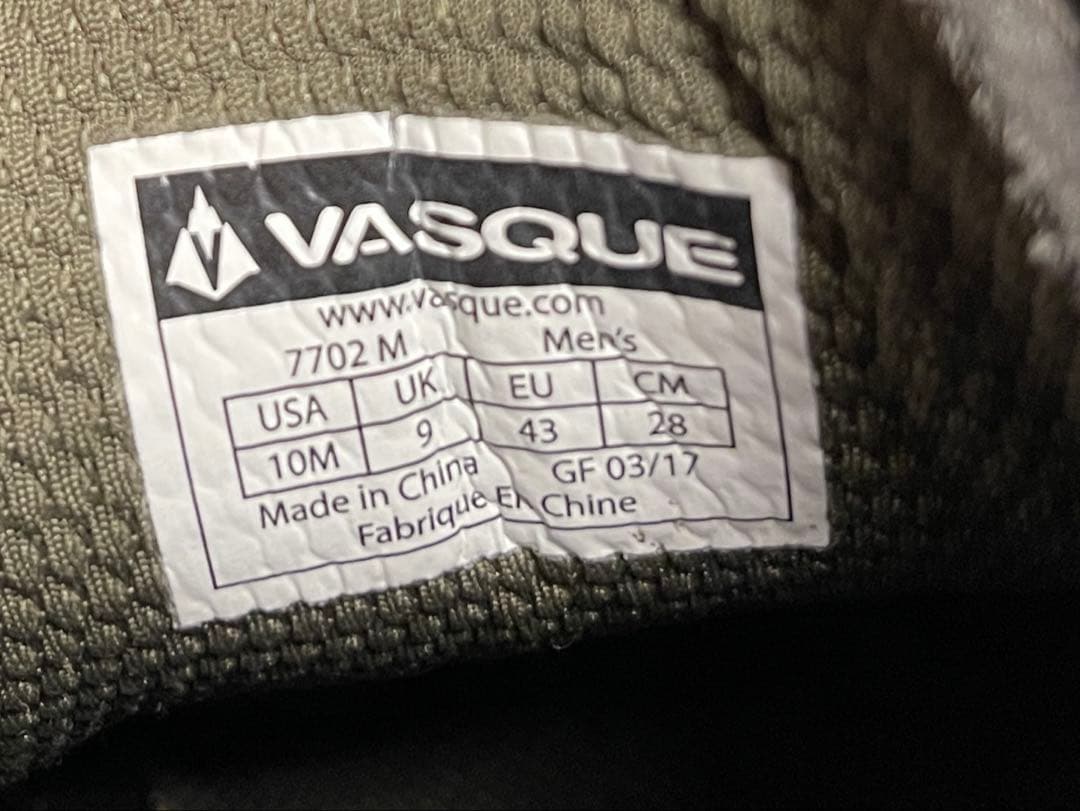 VASQUE
www.vasque.com
7702 M Men's
USA UK EU CM
10M 9 43 28
Made in China GF 03/17
Fabrique En Chine